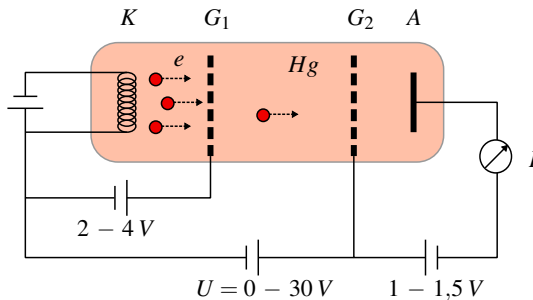 K G₁ G₂ A
e Hg
I
2 – 4 V
U = 0 – 30 V 1 – 1,5 V